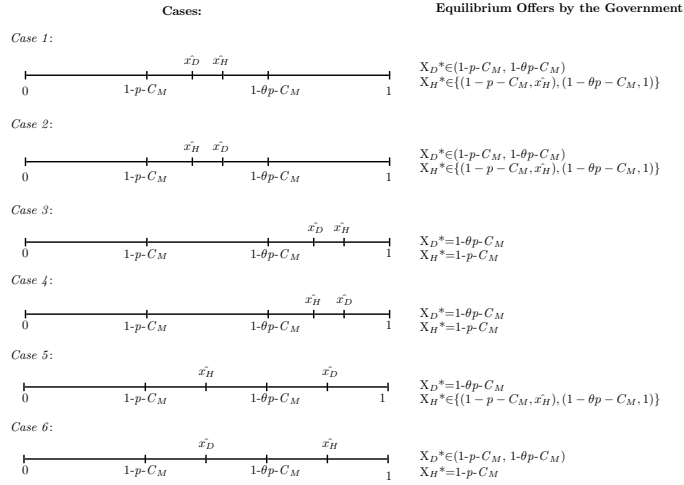 Cases:
Equilibrium Offers by the Government
Case 1:
x̂_D x̂_H
0 1-p-C_M 1-θp-C_M 1
X_D*∈(1-p-C_M, 1-θp-C_M)
X_H*∈{(1 − p − C_M, x̂_H), (1 − θp − C_M, 1)}
Case 2:
x̂_H x̂_D
0 1-p-C_M 1-θp-C_M 1
X_D*∈(1-p-C_M, 1-θp-C_M)
X_H*∈{(1 − p − C_M, x̂_H), (1 − θp − C_M, 1)}
Case 3:
x̂_D x̂_H
0 1-p-C_M 1-θp-C_M 1
X_D*=1-θp-C_M
X_H*=1-p-C_M
Case 4:
x̂_H x̂_D
0 1-p-C_M 1-θp-C_M 1
X_D*=1-θp-C_M
X_H*=1-p-C_M
Case 5:
x̂_H x̂_D
0 1-p-C_M 1-θp-C_M 1
X_D*=1-θp-C_M
X_H*∈{(1 − p − C_M, x̂_H), (1 − θp − C_M, 1)}
Case 6:
x̂_D x̂_H
0 1-p-C_M 1-θp-C_M 1
X_D*∈(1-p-C_M, 1-θp-C_M)
X_H*=1-p-C_M